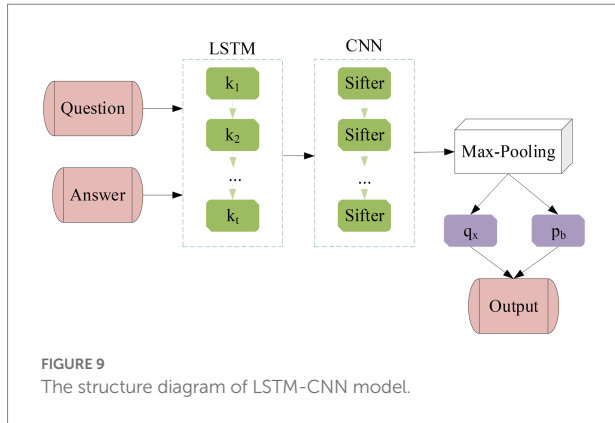 LSTM
CNN
Question
Answer
k₁
k₂
...
kₜ
Sifter
Sifter
...
Sifter
Max-Pooling
qₓ
p_b
Output
FIGURE 9
The structure diagram of LSTM-CNN model.